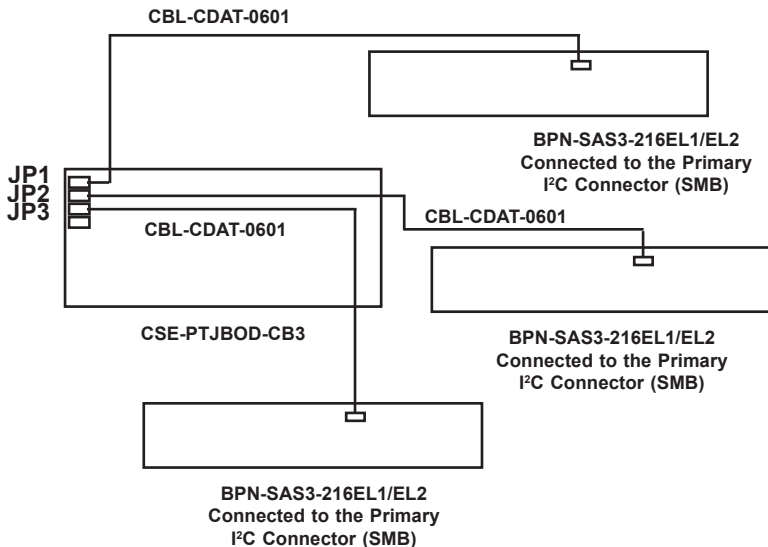 CBL-CDAT-0601
BPN-SAS3-216EL1/EL2
Connected to the Primary
I²C Connector (SMB)
JP1
JP2
JP3
CBL-CDAT-0601
CBL-CDAT-0601
CSE-PTJBOD-CB3
BPN-SAS3-216EL1/EL2
Connected to the Primary
I²C Connector (SMB)
BPN-SAS3-216EL1/EL2
Connected to the Primary
I²C Connector (SMB)